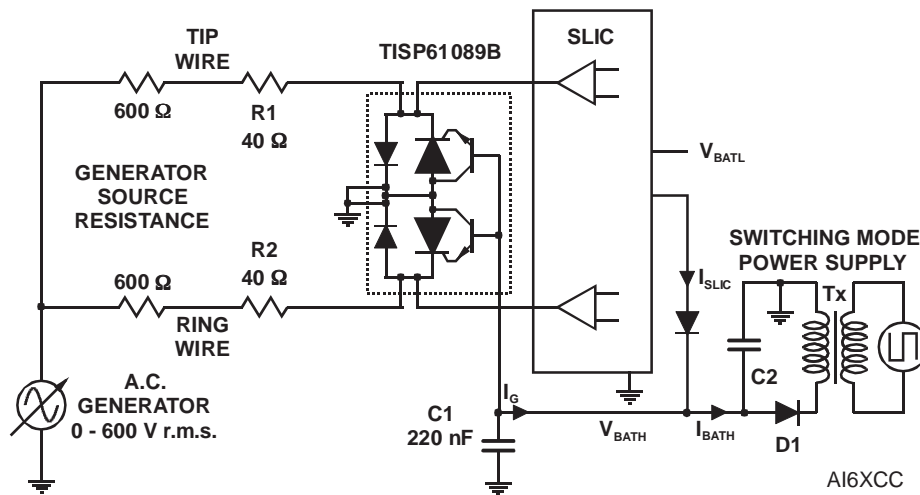 TIP
WIRE
600 Ω
R1
40 Ω
TISP61089B
SLIC
GENERATOR
SOURCE
RESISTANCE
V_BATL
R2
40 Ω
600 Ω
RING
WIRE
SWITCHING MODE
POWER SUPPLY
I_SLIC
Tx
A.C.
GENERATOR
0 - 600 V r.m.s.
C1
220 nF
I_G
V_BATH
I_BATH
C2
D1
AI6XCC